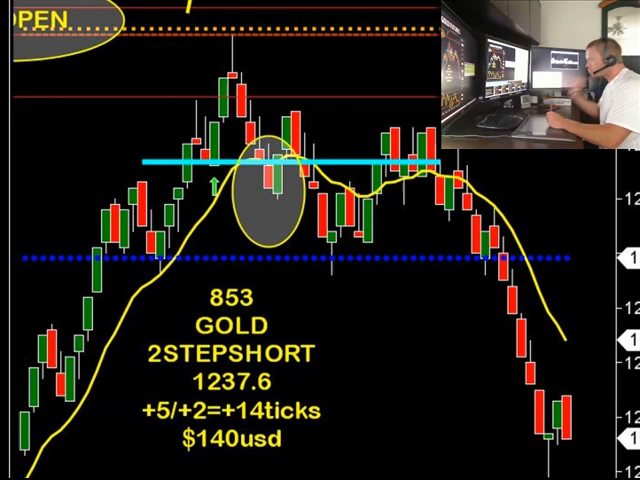 OPEN
853
GOLD
2STEPSHORT
1237.6
+5/+2=+14ticks
$140usd